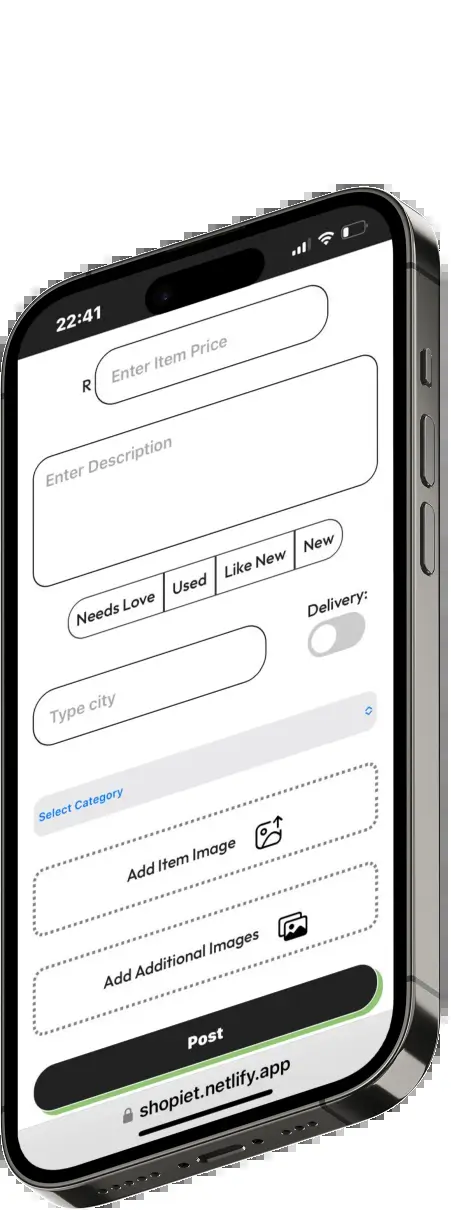 22:41
R Enter Item Price
Enter Description
Needs Love Used Like New New
Delivery:
Type city
Select Category
Add Item Image
Add Additional Images
Post
shopiet.netlify.app